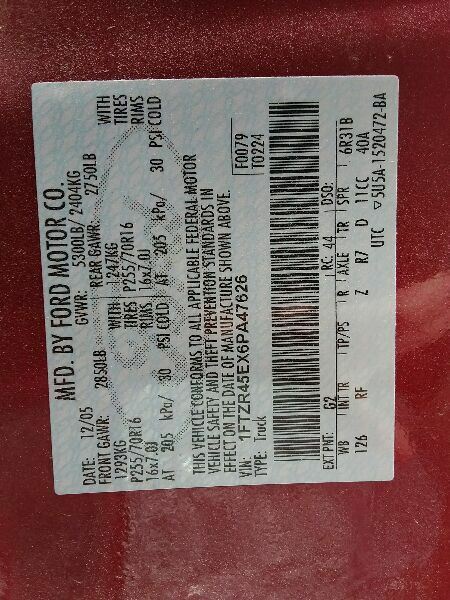 MFD. BY FORD MOTOR CO.
DATE: 12/05 GVWR: 5300LB/ 2404KG
FRONT GAWR: 2850LB REAR GAWR: 2750LB
1293KG WITH 1247KG WITH
P255/70R16 TIRES P255/70R16 TIRES
16x7.0J RIMS 16x7.0J RIMS
AT 205 kPa/ 30 PSI COLD AT 205 kPa/ 30 PSI COLD
THIS VEHICLE CONFORMS TO ALL APPLICABLE FEDERAL MOTOR
VEHICLE SAFETY AND THEFT PREVENTION STANDARDS IN
EFFECT ON THE DATE OF MANUFACTURE SHOWN ABOVE.
VIN: 1FTZR45EX6PA47626 F0079
TYPE: Truck T0224
EXT PNT: G2 RC: 44 DSO:
WB INT TR TP/PS R AXLE TR SPR 6R31B
126 RF Z R7 D 11CC 40A
UTC ▽5U5A-1520472-BA